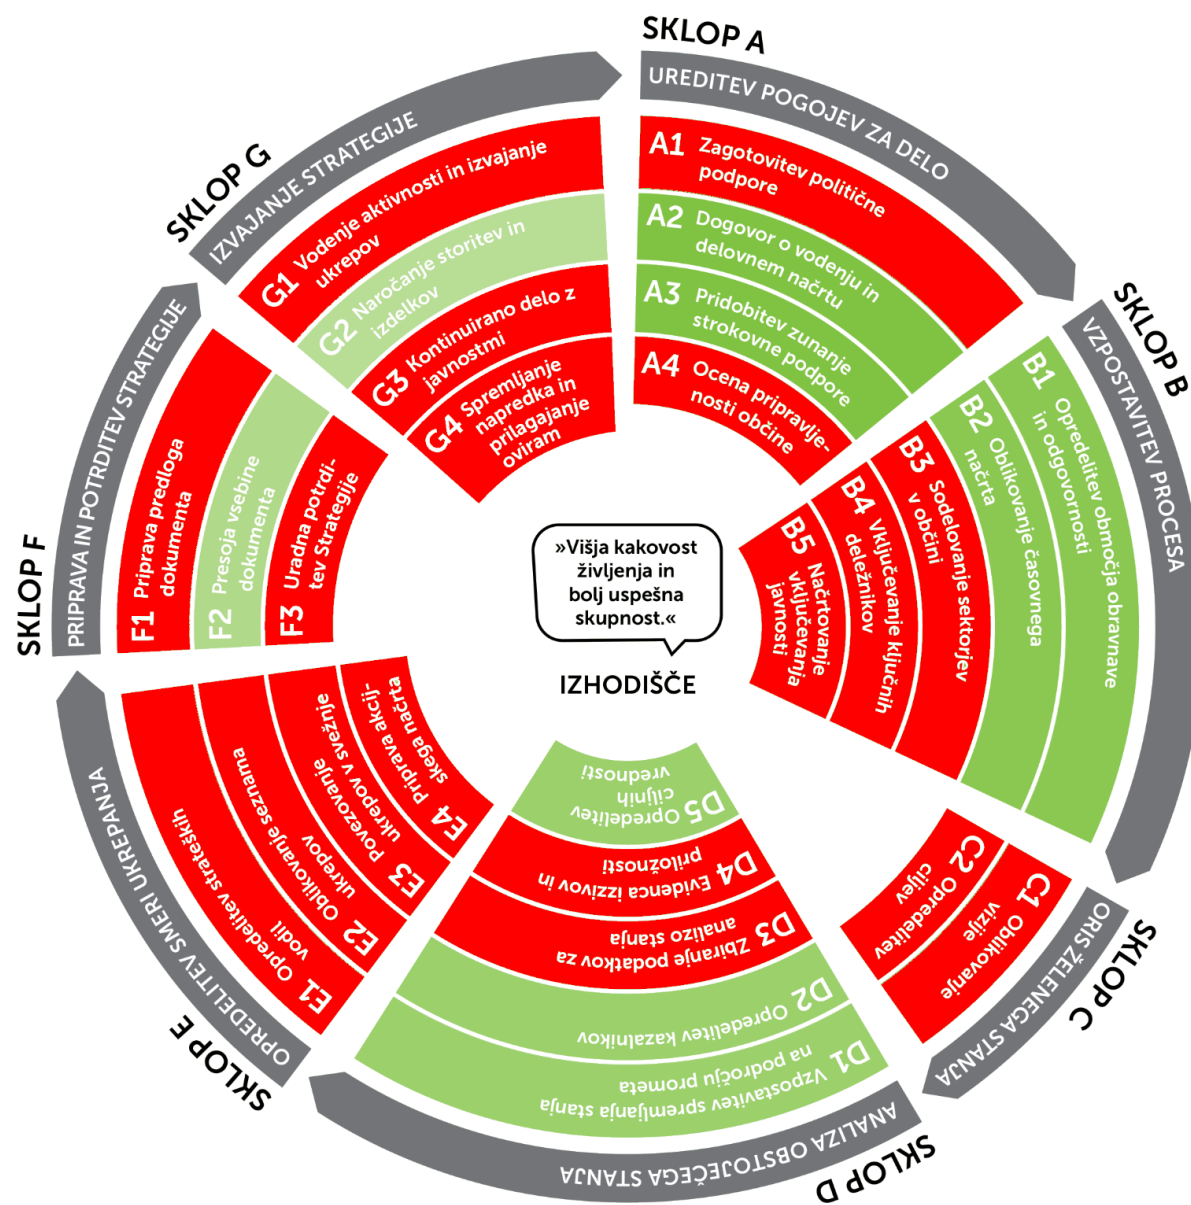 SKLOP A
UREDITEV POGOJEV ZA DELO
A1 Zagotovitev politične
podpore
A2 Dogovor o vodenju in
delovnem načrtu
A3 Pridobitev zunanje
strokovne podpore
A4 Ocena pripravlje-
nosti občine
SKLOP B
VZPOSTAVITEV PROCESA
B1 Opredelitev območja obravnave
in odgovornosti
B2 Oblikovanje časovnega
načrta
B3 Sodelovanje sektorjev
v občini
B4 Vključevanje ključnih
deležnikov
B5 Načrtovanje
vključevanja
javnosti
SKLOP C
ORIS ŽELENEGA STANJA
C1 Oblikovanje
vizije
C2 Opredelitev
ciljev
SKLOP D
ANALIZA OBSTOJEČEGA STANJA
D1 Vzpostavitev spremljanja stanja
na področju prometa
D2 Opredelitev kazalnikov
D3 Zbiranje podatkov za
analizo stanja
D4 Evidenca izzivov in
priložnosti
D5 Opredelitev
ciljnih
vrednosti
SKLOP E
OPREDELITEV SMERI UKREPANJA
E1 Opredelitev strateških
vodil
E2 Oblikovanje seznama
ukrepov
E3 Povezovanje
ukrepov v svežnje
E4 Priprava akcij-
skega načrta
SKLOP F
PRIPRAVA IN POTRDITEV STRATEGIJE
F1 Priprava predloga
dokumenta
F2 Presoja vsebine
dokumenta
F3 Uradna potrdi-
tev Strategije
SKLOP G
IZVAJANJE STRATEGIJE
G1 Vodenje aktivnosti in izvajanje
ukrepov
G2 Naročanje storitev in
izdelkov
G3 Kontinuirano delo z
javnostmi
G4 Spremljanje
napredka in
prilagajanje
oviram
»Višja kakovost
življenja in
bolj uspešna
skupnost.«
IZHODIŠČE